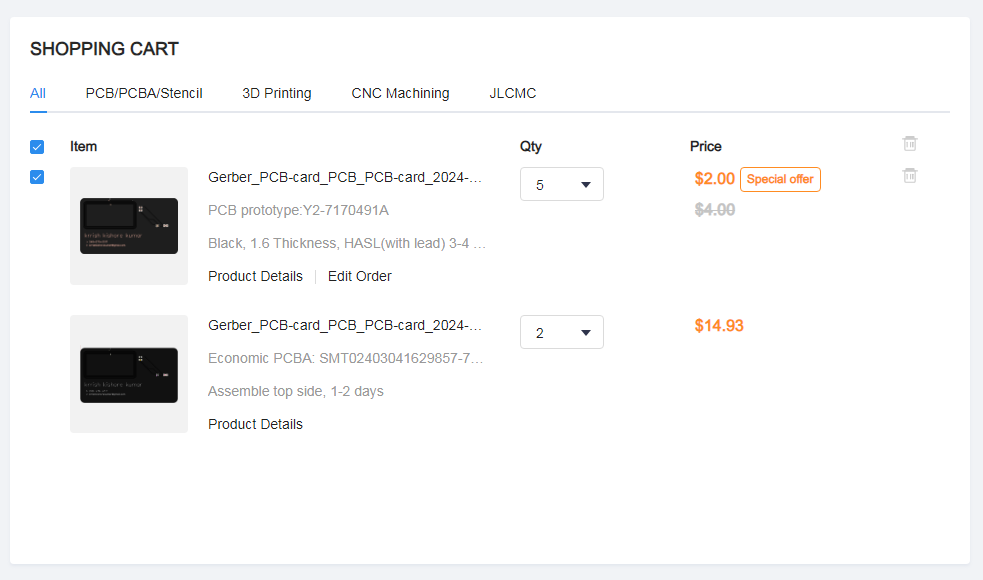 SHOPPING CART
All PCB/PCBA/Stencil 3D Printing CNC Machining JLCMC
Item Qty Price
Gerber_PCB-card_PCB_PCB-card_2024-... 5 $2.00 Special offer
PCB prototype:Y2-7170491A $4.00
Black, 1.6 Thickness, HASL(with lead) 3-4 ...
Product Details Edit Order
Gerber_PCB-card_PCB_PCB-card_2024-... 2 $14.93
Economic PCBA: SMT02403041629857-7...
Assemble top side, 1-2 days
Product Details